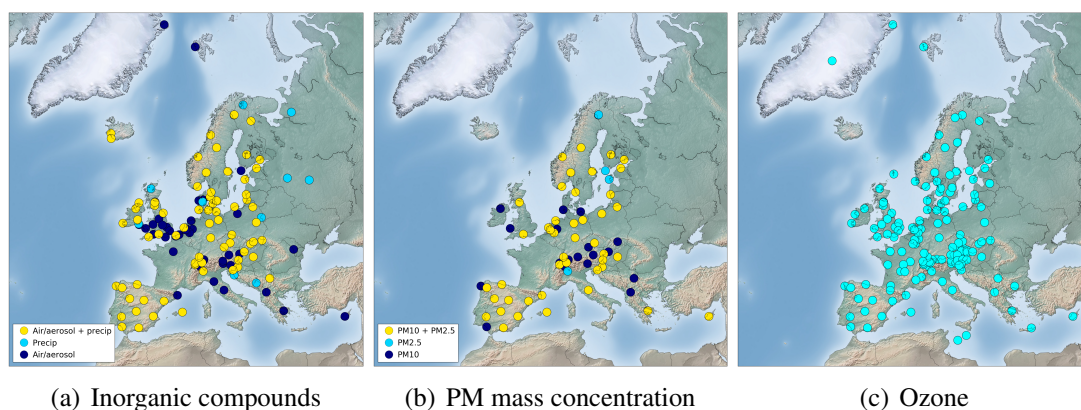 Air/aerosol + precip
Precip
Air/aerosol
PM10 + PM2.5
PM2.5
PM10
(a) Inorganic compounds
(b) PM mass concentration
(c) Ozone